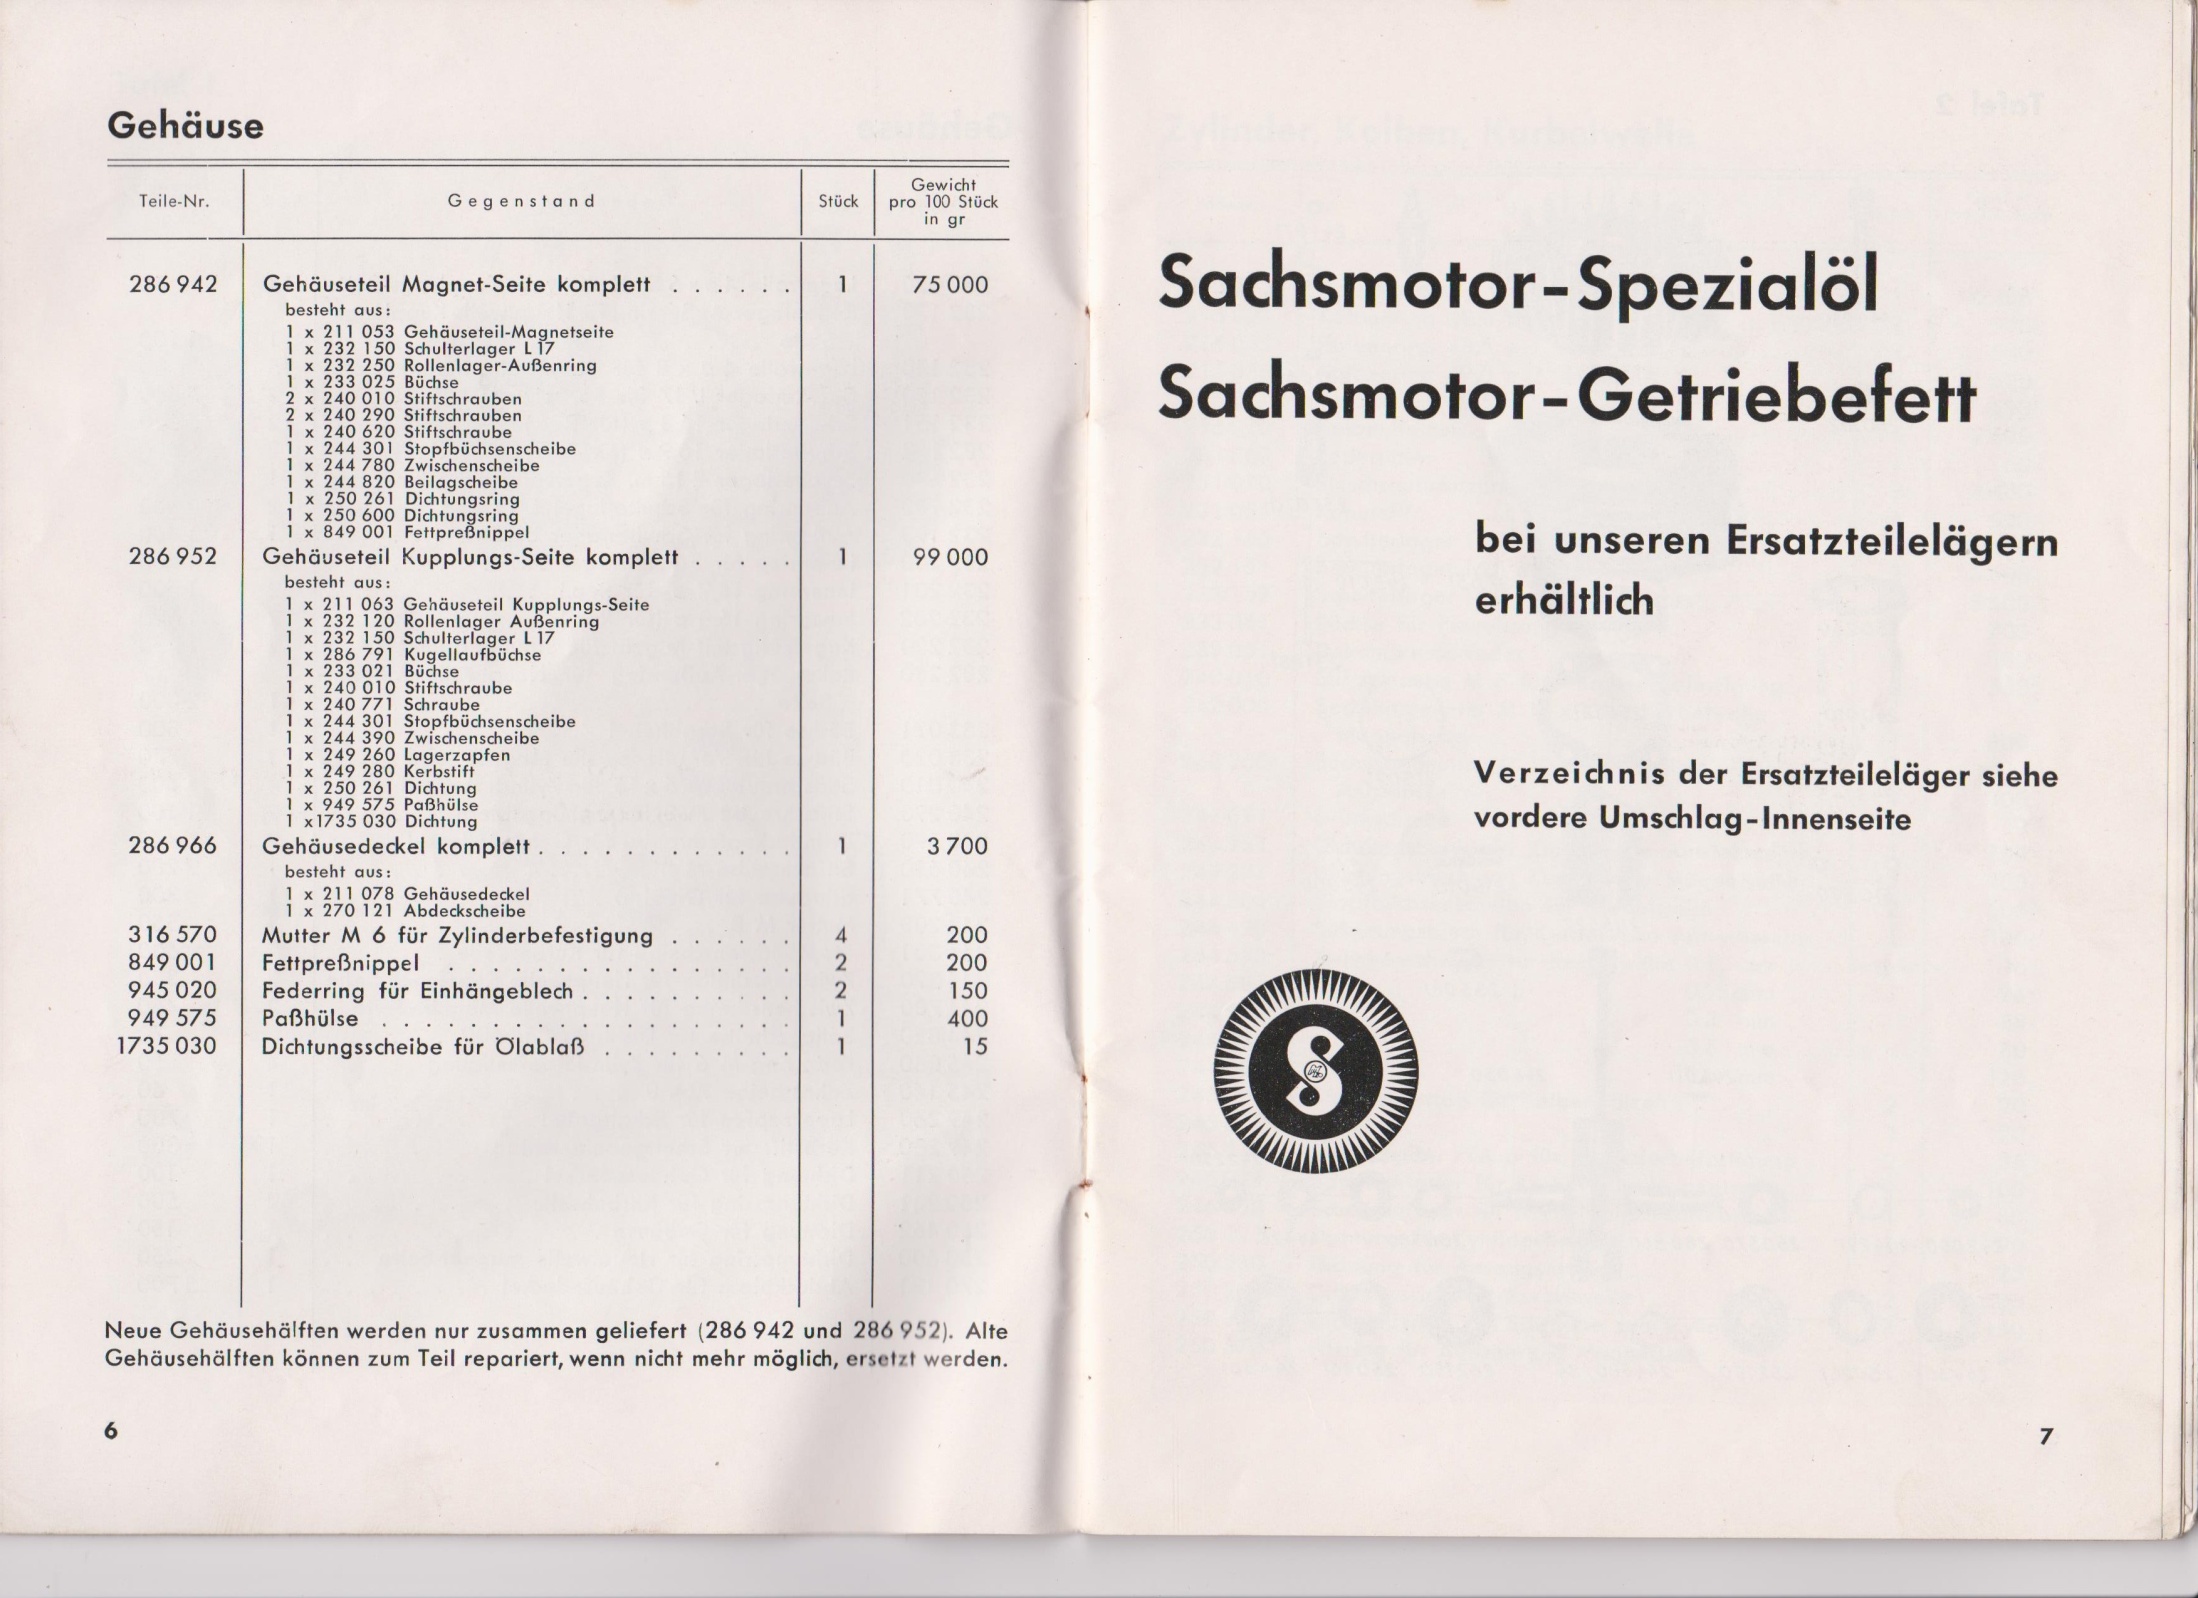 Gehäuse
Teile-Nr. Gegenstand Stück Gewicht pro 100 Stück in gr
286 942 Gehäuseteil Magnet-Seite komplett . . . . . . 1 75 000
besteht aus:
1 x 211 053 Gehäuseteil-Magnetseite
1 x 232 150 Schulterlager L 17
1 x 232 250 Rollenlager-Außenring
1 x 233 025 Büchse
2 x 240 010 Stiftschrauben
2 x 240 290 Stiftschrauben
1 x 240 620 Stiftschraube
1 x 244 301 Stopfbüchsenscheibe
1 x 244 780 Zwischenscheibe
1 x 244 820 Beilagscheibe
1 x 250 261 Dichtungsring
1 x 250 600 Dichtungsring
1 x 849 001 Fettpreßnippel
286 952 Gehäuseteil Kupplungs-Seite komplett . . . . . 1 99 000
besteht aus:
1 x 211 063 Gehäuseteil Kupplungs-Seite
1 x 232 120 Rollenlager Außenring
1 x 232 150 Schulterlager L 17
1 x 286 791 Kugellaufbüchse
1 x 233 021 Büchse
1 x 240 010 Stiftschraube
1 x 240 771 Schraube
1 x 244 301 Stopfbüchsenscheibe
1 x 244 390 Zwischenscheibe
1 x 249 260 Lagerzapfen
1 x 249 280 Kerbstift
1 x 250 261 Dichtung
1 x 949 575 Paßhülse
1 x1735 030 Dichtung
286 966 Gehäusedeckel komplett . . . . . . . . . . . . 1 3 700
besteht aus:
1 x 211 078 Gehäusedeckel
1 x 270 121 Abdeckscheibe
316 570 Mutter M 6 für Zylinderbefestigung . . . . . . 4 200
849 001 Fettpreßnippel . . . . . . . . . . . . . . . . 2 200
945 020 Federring für Einhängeblech . . . . . . . . . . 2 150
949 575 Paßhülse . . . . . . . . . . . . . . . . . . . 1 400
1735 030 Dichtungsscheibe für Ölablaß . . . . . . . . . 1 15
Neue Gehäusehälften werden nur zusammen geliefert (286 942 und 286 952). Alte
Gehäusehälften können zum Teil repariert, wenn nicht mehr möglich, ersetzt werden.
6
Sachsmotor-Spezialöl
Sachsmotor-Getriebefett
bei unseren Ersatzteilelägern
erhältlich
Verzeichnis der Ersatzteileläger siehe
vordere Umschlag-Innenseite
S
7